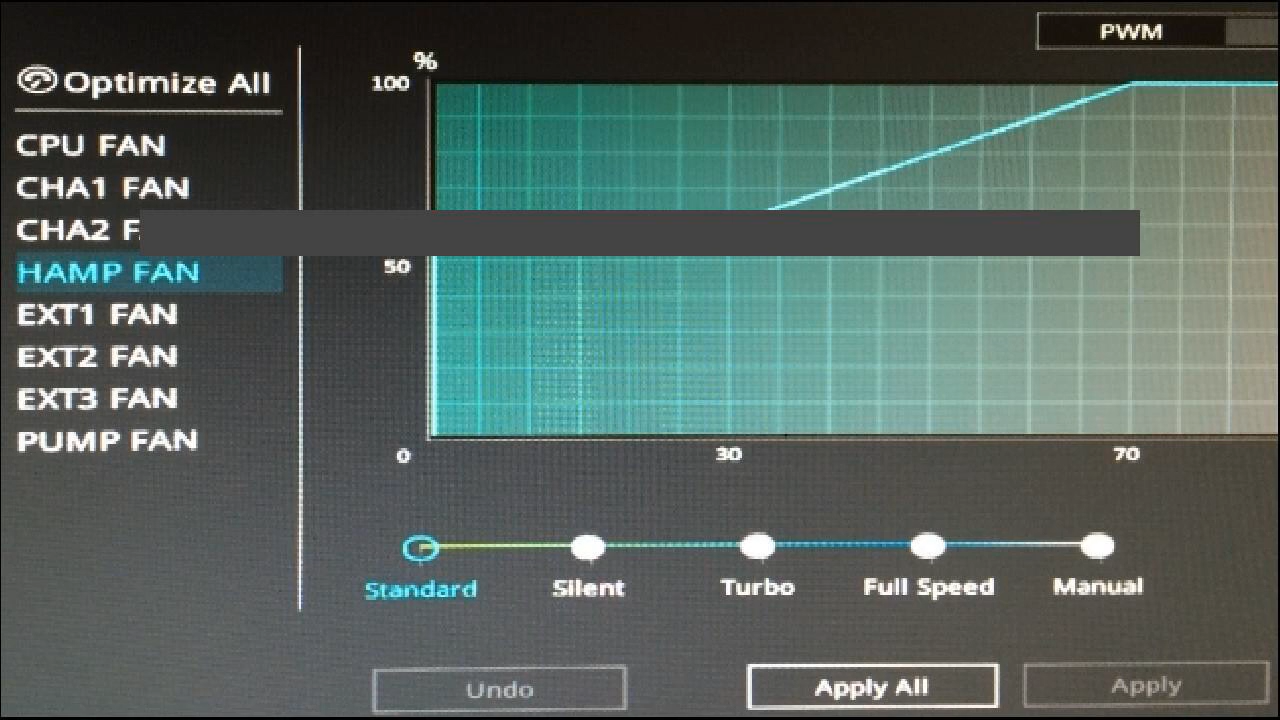 PWM
%
Optimize All
100
CPU FAN
CHA1 FAN
CHA2
HAMP FAN
50
EXT1 FAN
EXT2 FAN
EXT3 FAN
PUMP FAN
0 30 70
Standard Silent Turbo Full Speed Manual
Undo Apply All Apply